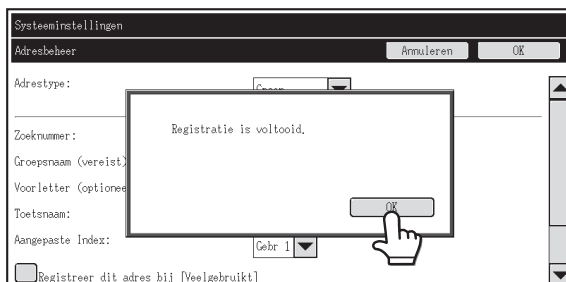 Systeeminstellingen
Adresbeheer
Annuleren
OK
Adrestype:
Registratie is voltooid.
Zoeknummer:
Groepsnaam (vereist)
Voorletter (optionee
Toetsnaam:
OK
Aangepaste Index:
Gebr 1
Registreer dit adres bij [Veelgebruikt]